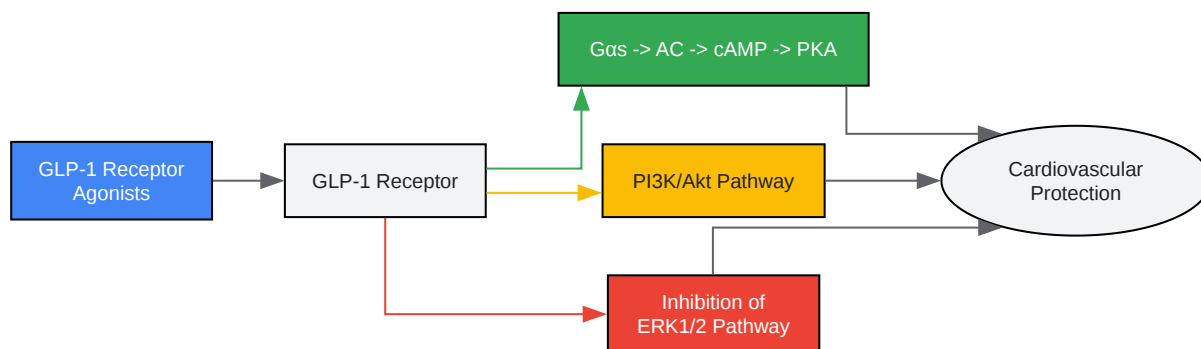 Gαs -> AC -> cAMP -> PKA
GLP-1 Receptor
Agonists
GLP-1 Receptor
PI3K/Akt Pathway
Cardiovascular
Protection
Inhibition of
ERK1/2 Pathway